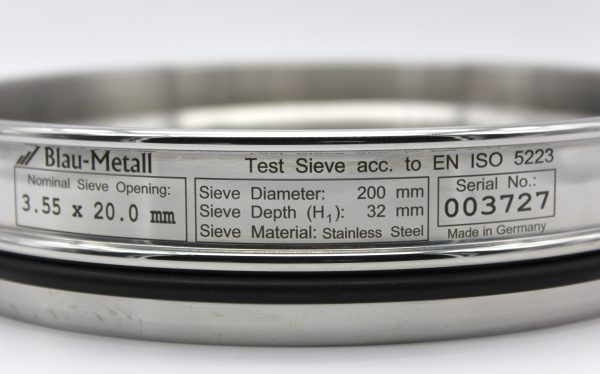 Blau-Metall
Test Sieve acc. to EN ISO 5223
Nominal Sieve Opening:
3.55 x 20.0 mm
Sieve Diameter: 200 mm
Sieve Depth (H₁): 32 mm
Sieve Material: Stainless Steel
Serial No.:
003727
Made in Germany